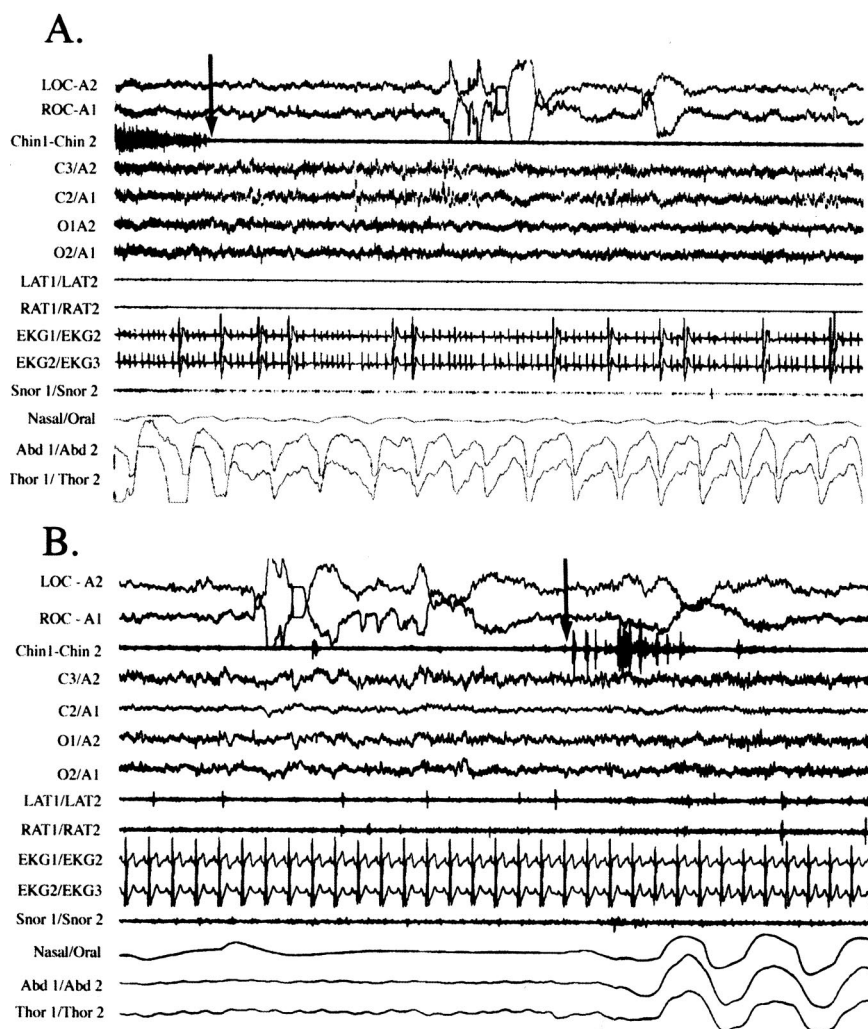 A.
LOC-A2
ROC-A1
Chin1-Chin 2
C3/A2
C2/A1
O1A2
O2/A1
LAT1/LAT2
RAT1/RAT2
EKG1/EKG2
EKG2/EKG3
Snor 1/Snor 2
Nasal/Oral
Abd 1/Abd 2
Thor 1/ Thor 2
B.
LOC - A2
ROC - A1
Chin1-Chin 2
C3/A2
C2/A1
O1/A2
O2/A1
LAT1/LAT2
RAT1/RAT2
EKG1/EKG2
EKG2/EKG3
Snor 1/Snor 2
Nasal/Oral
Abd 1/Abd 2
Thor 1/Thor 2